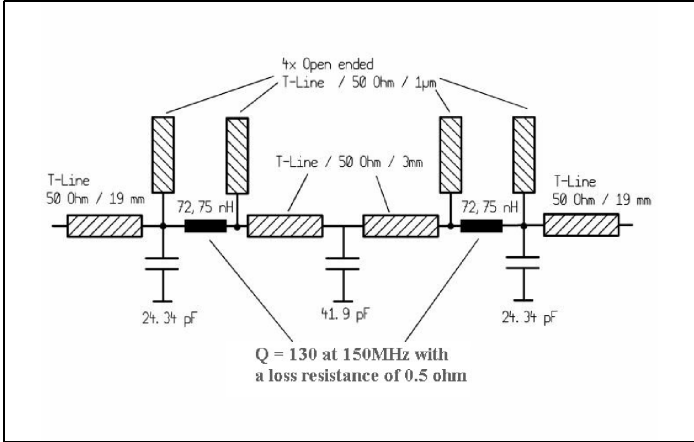 4x Open ended
T-Line / 50 Ohm / 1µm
T-Line
50 Ohm / 19 mm
T-Line / 50 Ohm / 3mm
T-Line
50 Ohm / 19 mm
72,75 nH
72,75 nH
24.34 pF
41.9 pF
24.34 pF
Q = 130 at 150MHz with
a loss resistance of 0.5 ohm